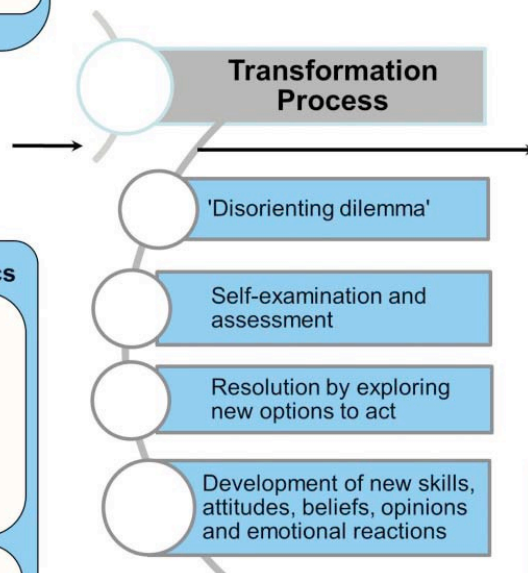 Transformation
Process
'Disorienting dilemma'
cs
Self-examination and
assessment
Resolution by exploring
new options to act
Development of new skills,
attitudes, beliefs, opinions
and emotional reactions